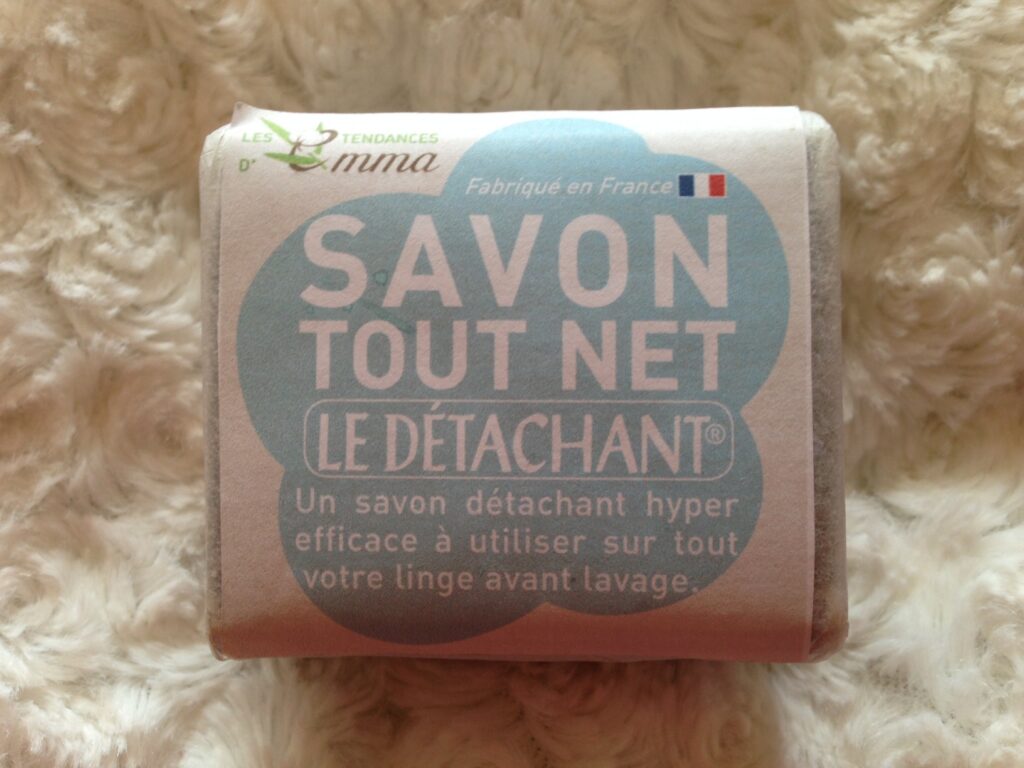 LES TENDANCES
D'Emma
Fabriqué en France
SAVON
TOUT NET
LE DÉTACHANT®
Un savon détachant hyper
efficace à utiliser sur tout
votre linge avant lavage.